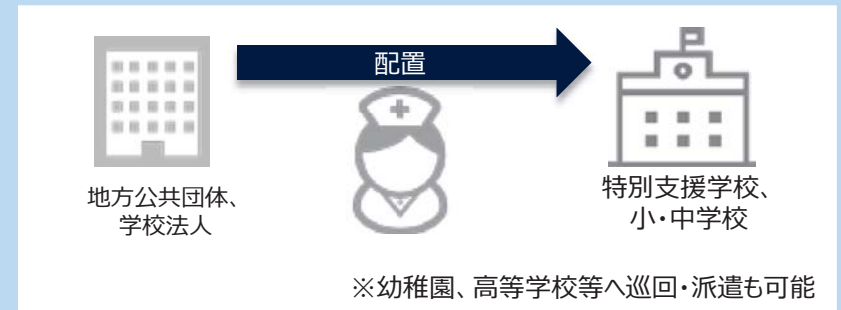 配置
地方公共団体、
学校法人
特別支援学校、
小・中学校
※幼稚園、高等学校等へ巡回・派遣も可能